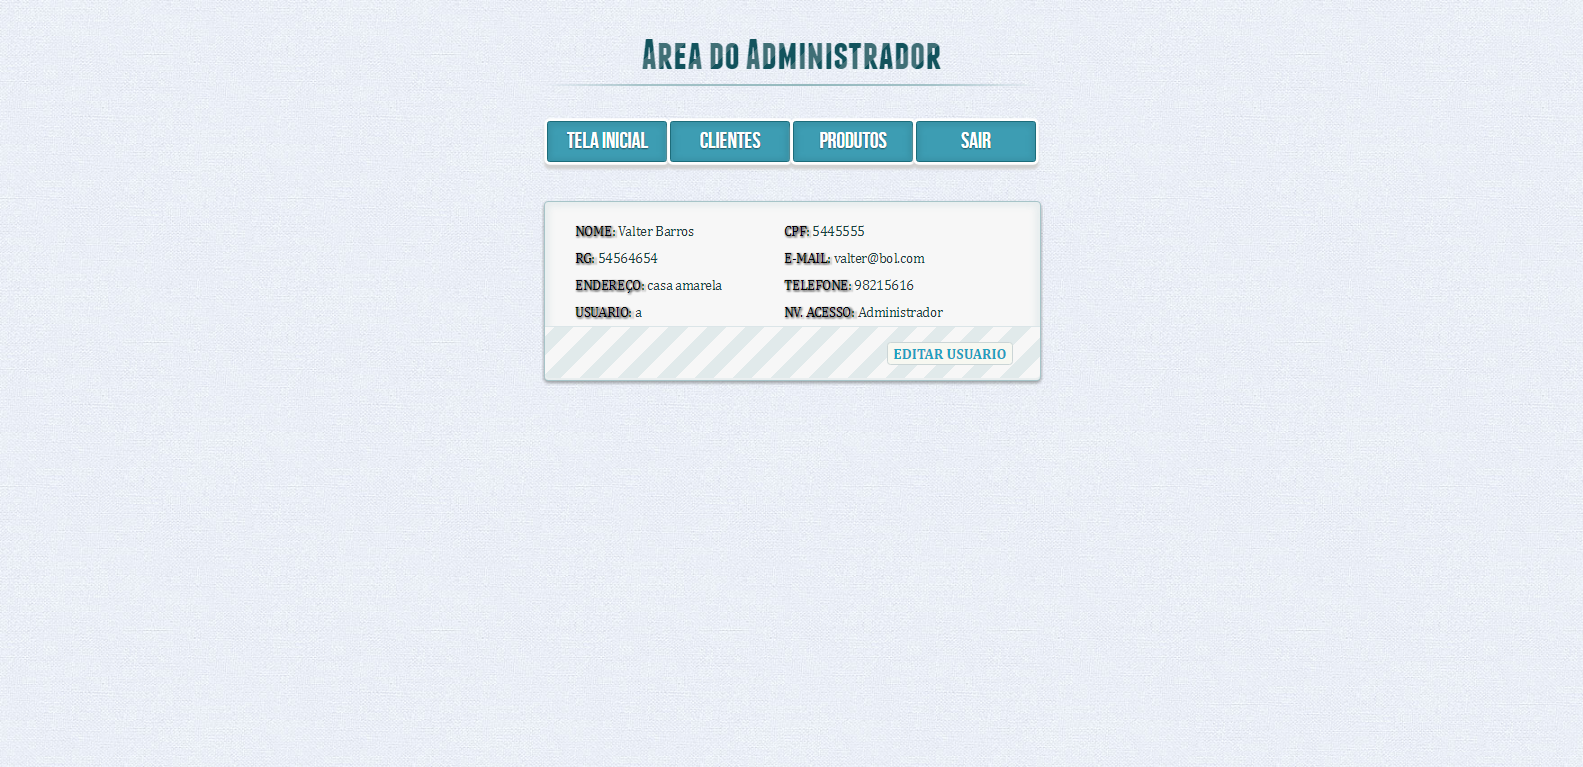 Area do Administrador
TELA INICIAL CLIENTES PRODUTOS SAIR
NOME: Valter Barros CPF: 5445555
RG: 54564654 E-MAIL: valter@bol.com
ENDEREÇO: casa amarela TELEFONE: 98215616
USUARIO: a NV. ACESSO: Administrador
EDITAR USUARIO